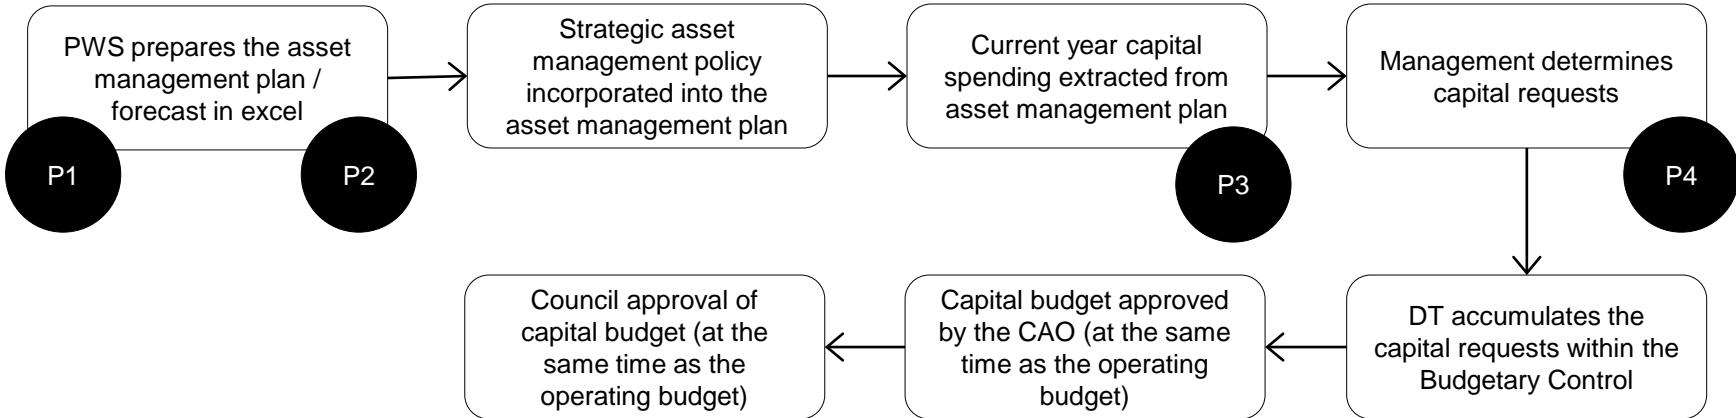 PWS prepares the asset
management plan /
forecast in excel
P1
P2
Strategic asset
management policy
incorporated into the
asset management plan
Current year capital
spending extracted from
asset management plan
P3
Management determines
capital requests
P4
DT accumulates the
capital requests within the
Budgetary Control
Capital budget approved
by the CAO (at the same
time as the operating
budget)
Council approval of
capital budget (at the
same time as the
operating budget)